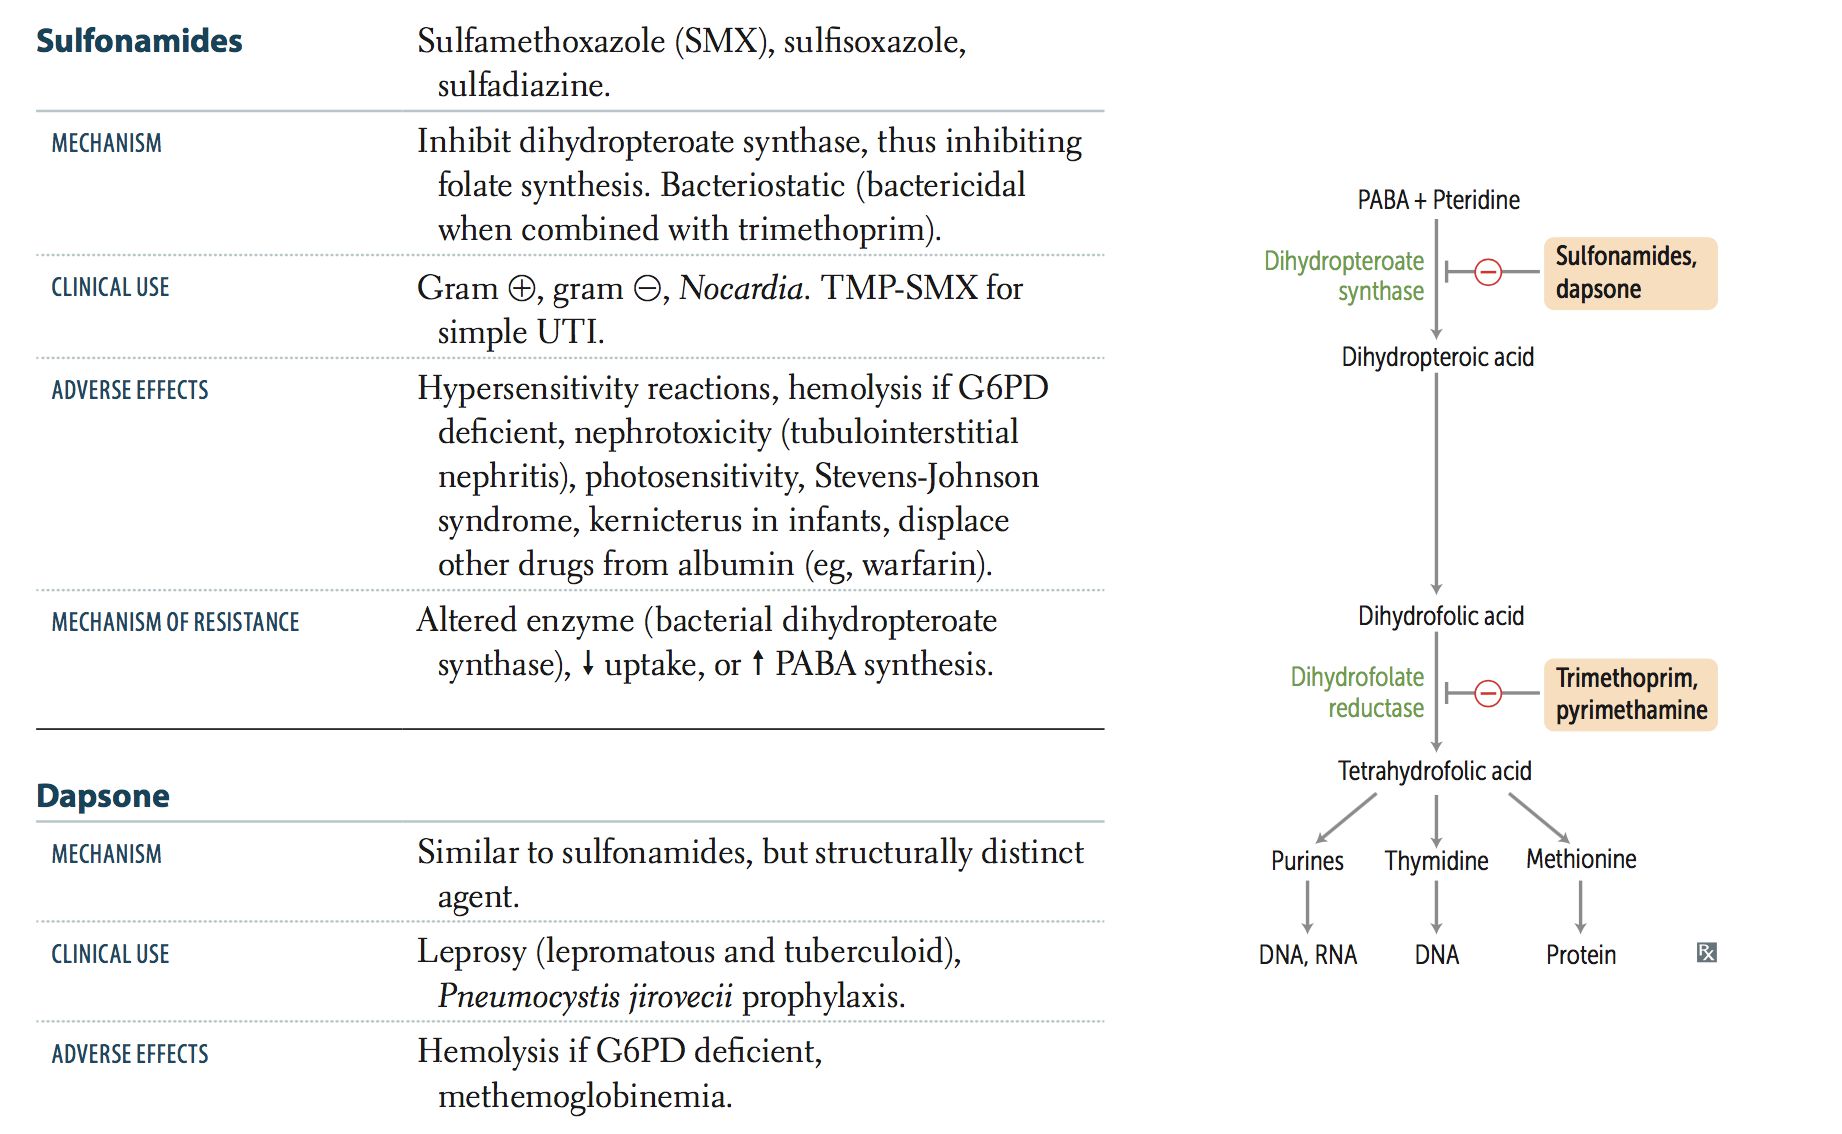 Sulfonamides
Sulfamethoxazole (SMX), sulfisoxazole,
sulfadiazine.
MECHANISM
Inhibit dihydropteroate synthase, thus inhibiting
folate synthesis. Bacteriostatic (bactericidal
when combined with trimethoprim).
CLINICAL USE
Gram ⊕, gram ⊝, Nocardia. TMP-SMX for
simple UTI.
ADVERSE EFFECTS
Hypersensitivity reactions, hemolysis if G6PD
deficient, nephrotoxicity (tubulointerstitial
nephritis), photosensitivity, Stevens-Johnson
syndrome, kernicterus in infants, displace
other drugs from albumin (eg, warfarin).
MECHANISM OF RESISTANCE
Altered enzyme (bacterial dihydropteroate
synthase), ↓ uptake, or ↑ PABA synthesis.
Dapsone
MECHANISM
Similar to sulfonamides, but structurally distinct
agent.
CLINICAL USE
Leprosy (lepromatous and tuberculoid),
Pneumocystis jirovecii prophylaxis.
ADVERSE EFFECTS
Hemolysis if G6PD deficient,
methemoglobinemia.
PABA + Pteridine
Dihydropteroate
synthase
Sulfonamides,
dapsone
Dihydropteroic acid
Dihydrofolic acid
Dihydrofolate
reductase
Trimethoprim,
pyrimethamine
Tetrahydrofolic acid
Purines Thymidine Methionine
DNA, RNA DNA Protein
Rx